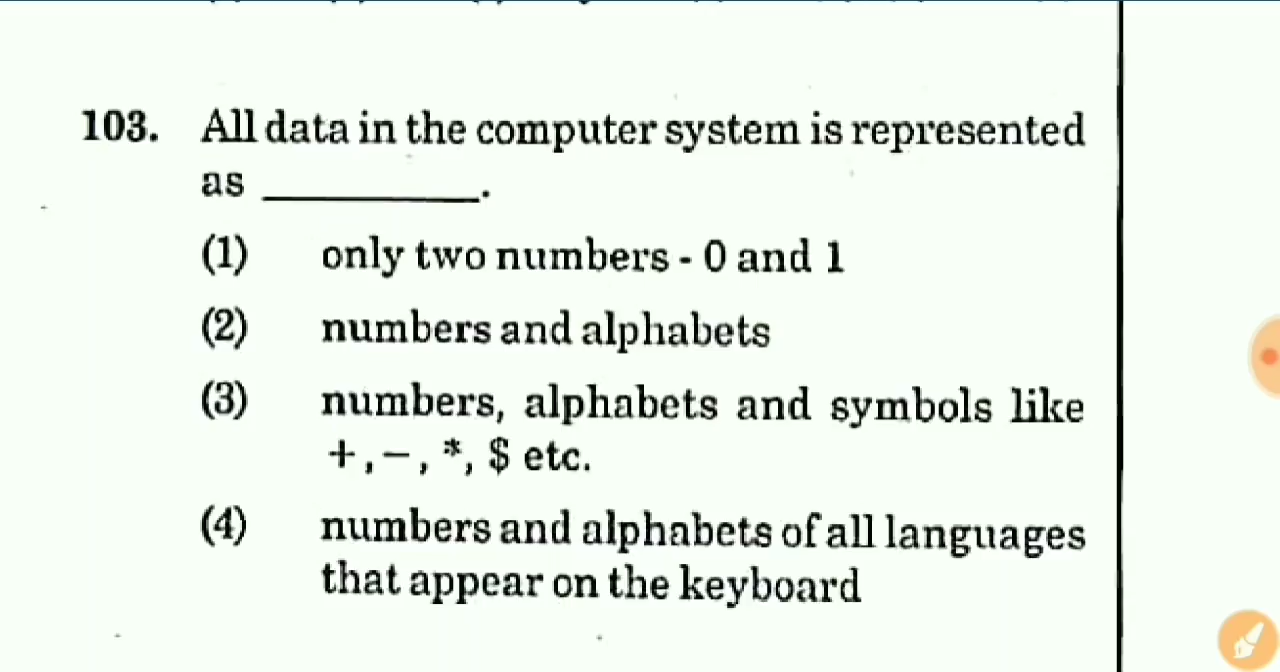 103. All data in the computer system is represented
as __________.
(1) only two numbers - 0 and 1
(2) numbers and alphabets
(3) numbers, alphabets and symbols like
+, –, *, $ etc.
(4) numbers and alphabets of all languages
that appear on the keyboard